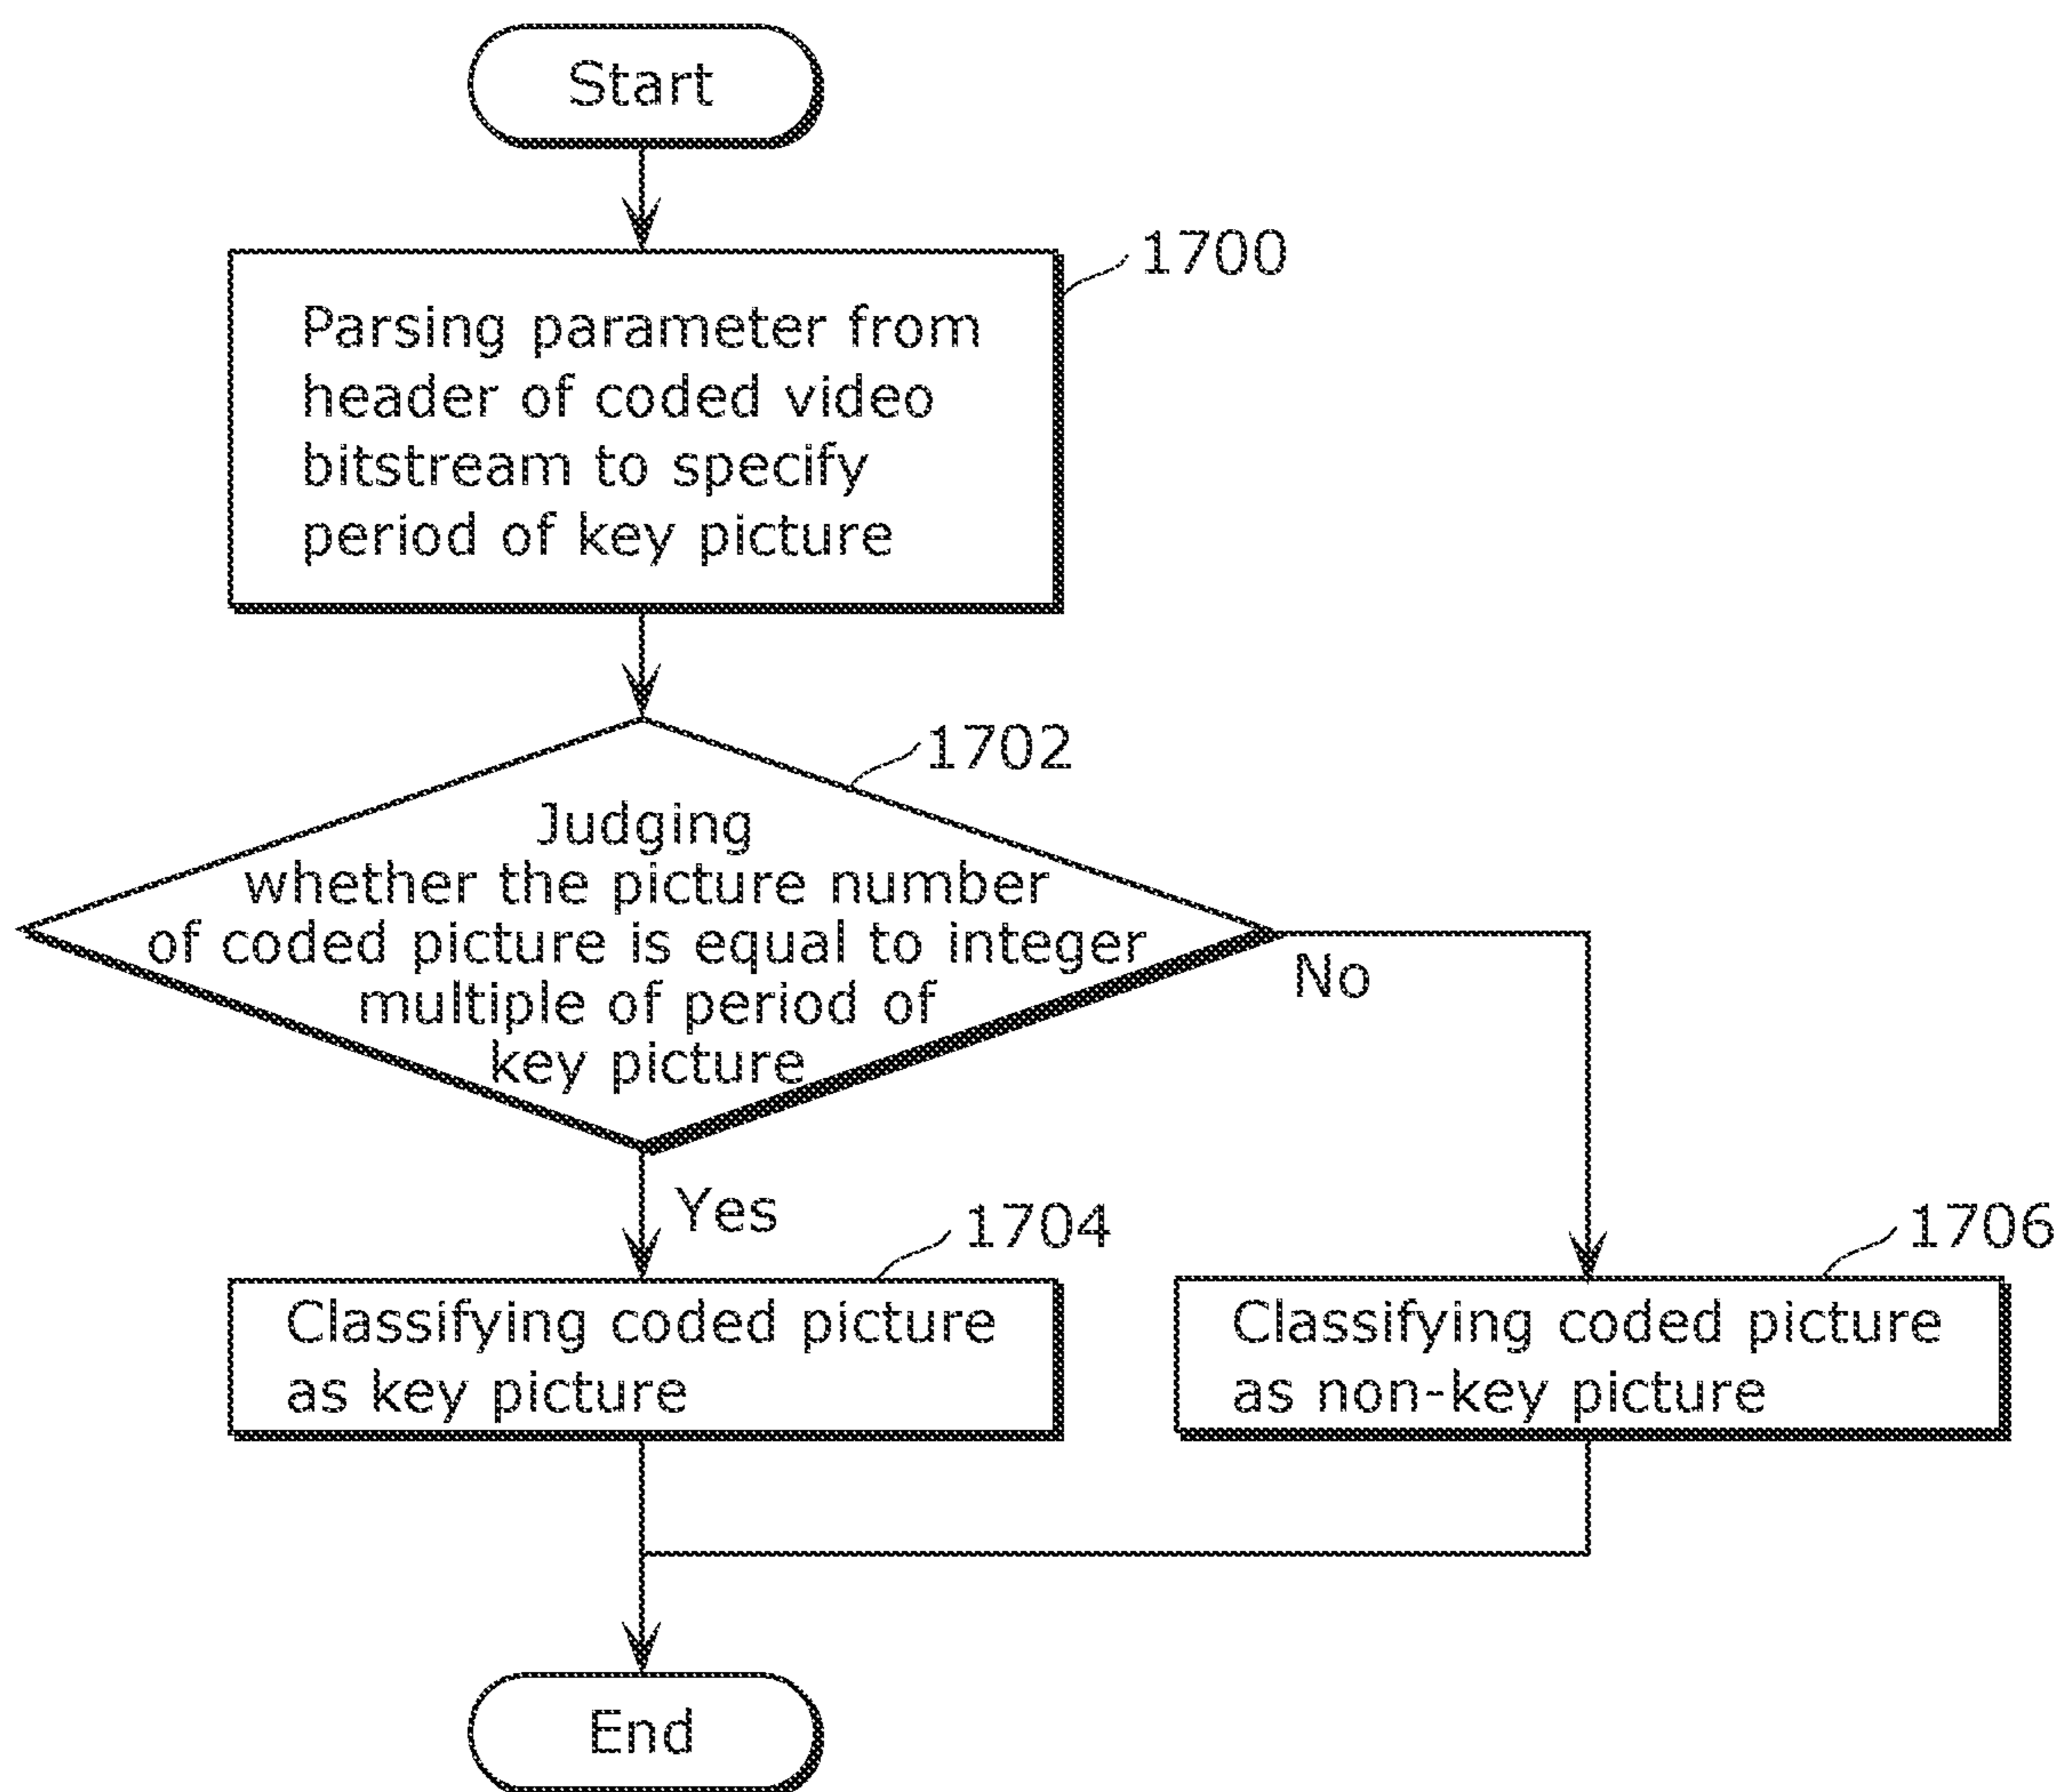 Start
1700
Parsing parameter from
header of coded video
bitstream to specify
period of key picture
1702
Judging
whether the picture number
of coded picture is equal to integer
multiple of period of
key picture
No
Yes
1704
1706
Classifying coded picture
as key picture
Classifying coded picture
as non-key picture
End